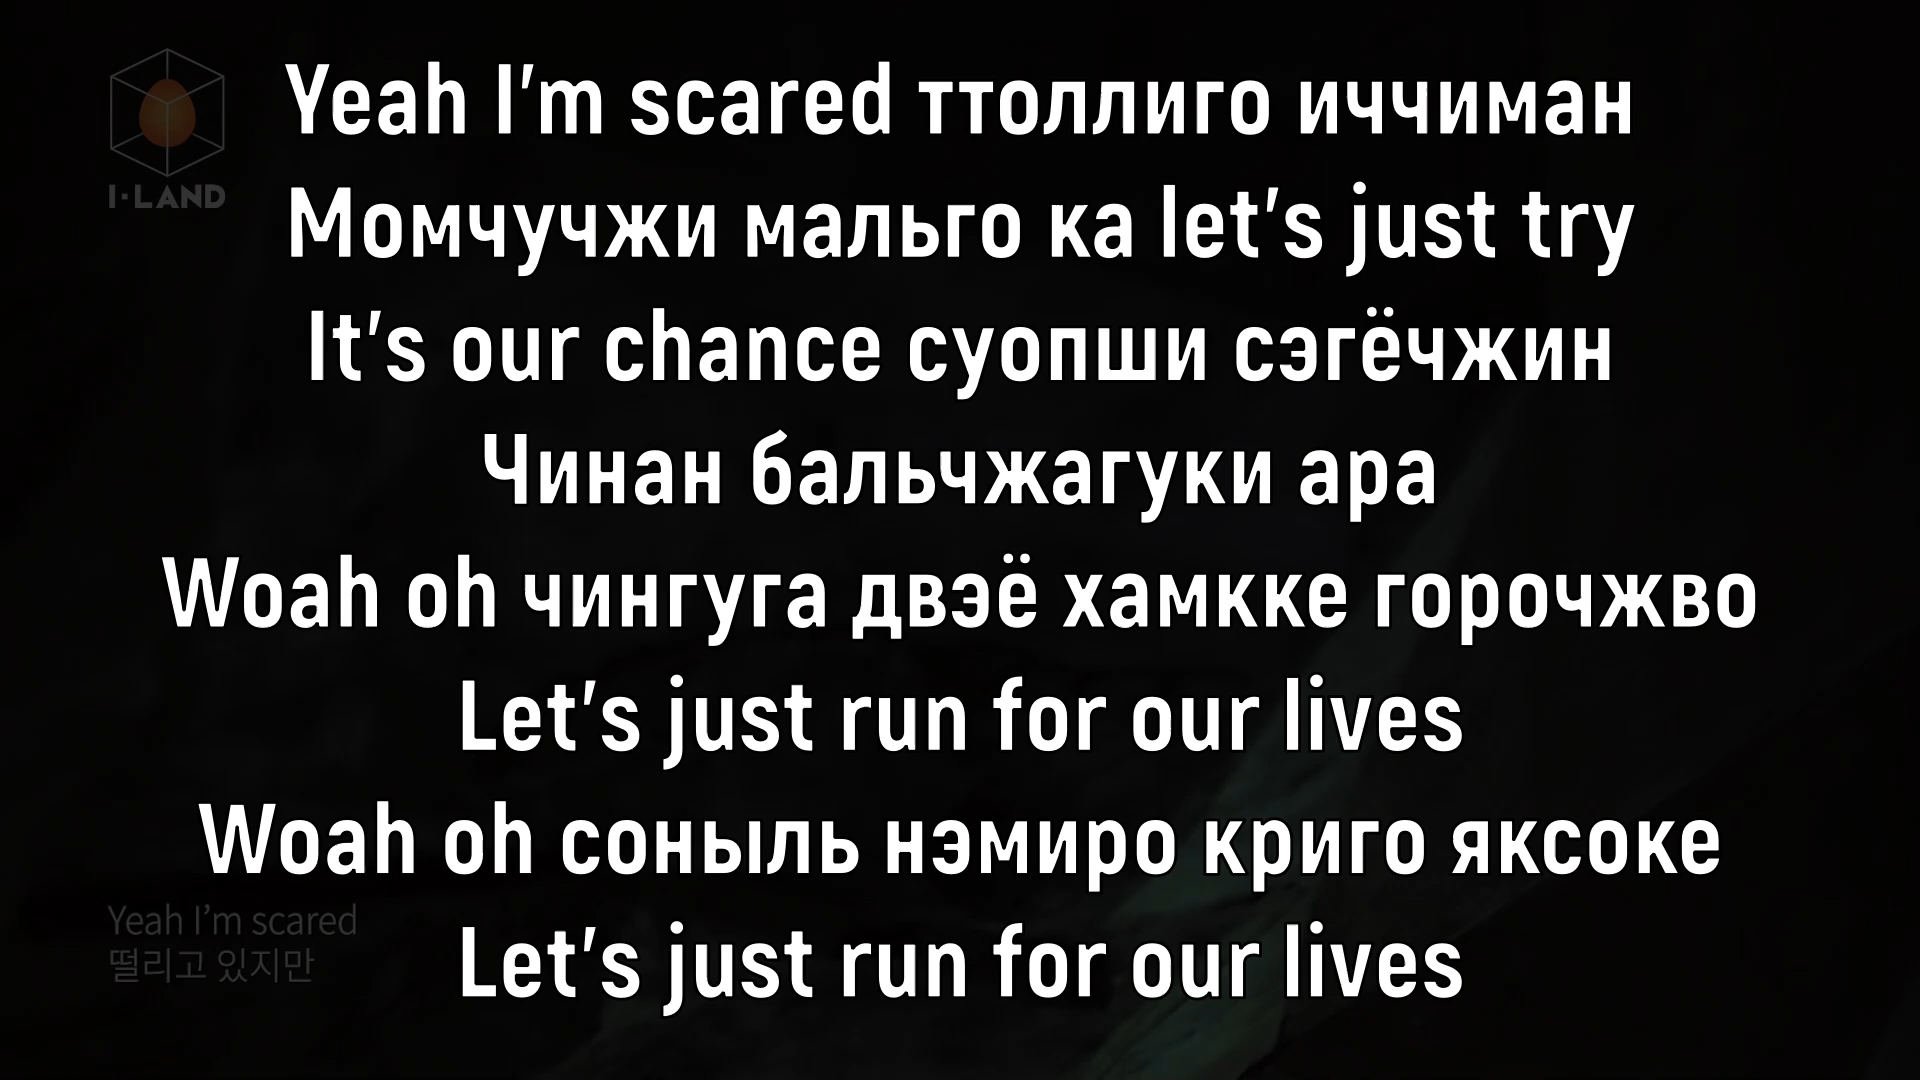 I·LAND
Yeah I'm scared ттоллиго иччиман
Момчучжи мальго ка let's just try
It's our chance суопши сэгёчжин
Чинан бальчжагуки ара
Woah oh чингуга двэё хамкке горочжво
Let's just run for our lives
Woah oh соныль нэмиро криго яксоке
Let's just run for our lives
Yeah I'm scared
떨리고 있지만